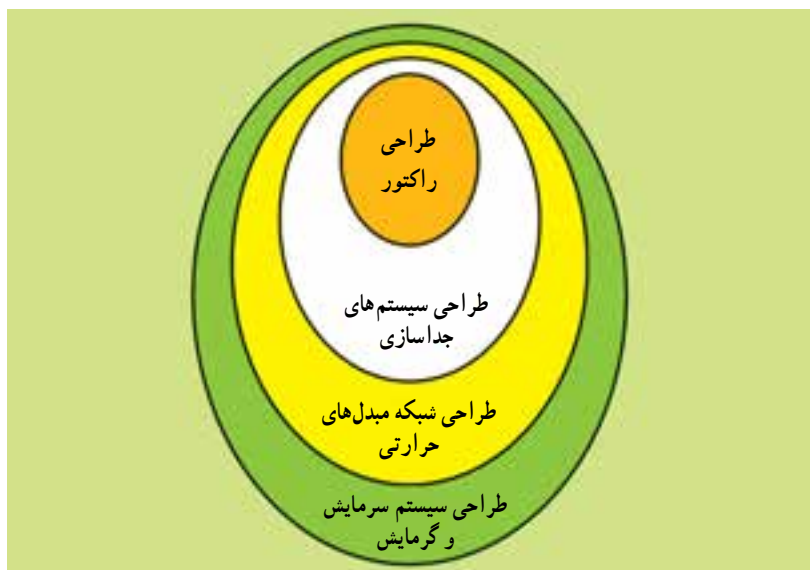 طراحی
راکتور
طراحی سیستم‌های
جداسازی
طراحی شبکه مبدل‌های
حرارتی
طراحی سیستم سرمایش
و گرمایش